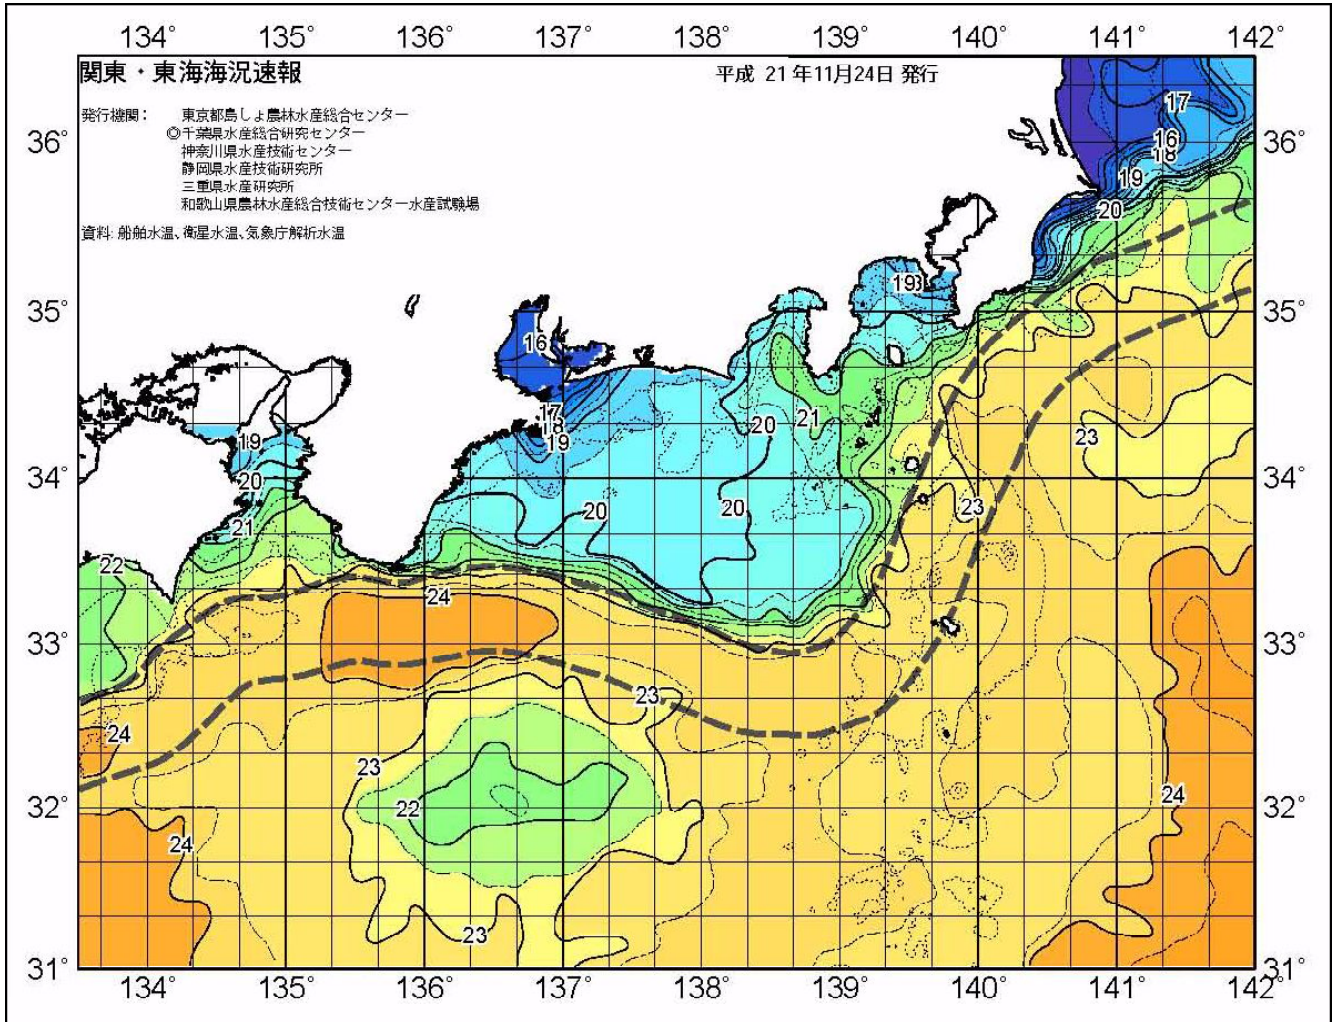 134° 135° 136° 137° 138° 139° 140° 141° 142°
関東・東海海況速報
平成 21年11月24日 発行
発行機関： 東京都島しょ農林水産総合センター
◎千葉県水産総合研究センター
神奈川県水産技術センター
静岡県水産技術研究所
三重県水産研究所
和歌山県農林水産総合技術センター水産試験場
資料: 船舶水温、衛星水温、気象庁解析水温
17
36° 16 36°
18
19
20
19
35° 35°
16
17
18 20 21
19 19 23
34° 20 34°
20 20 23
21
22
24
33° 33°
23
24
23
24
32° 22 32°
24
23
31° 31°
134° 135° 136° 137° 138° 139° 140° 141° 142°